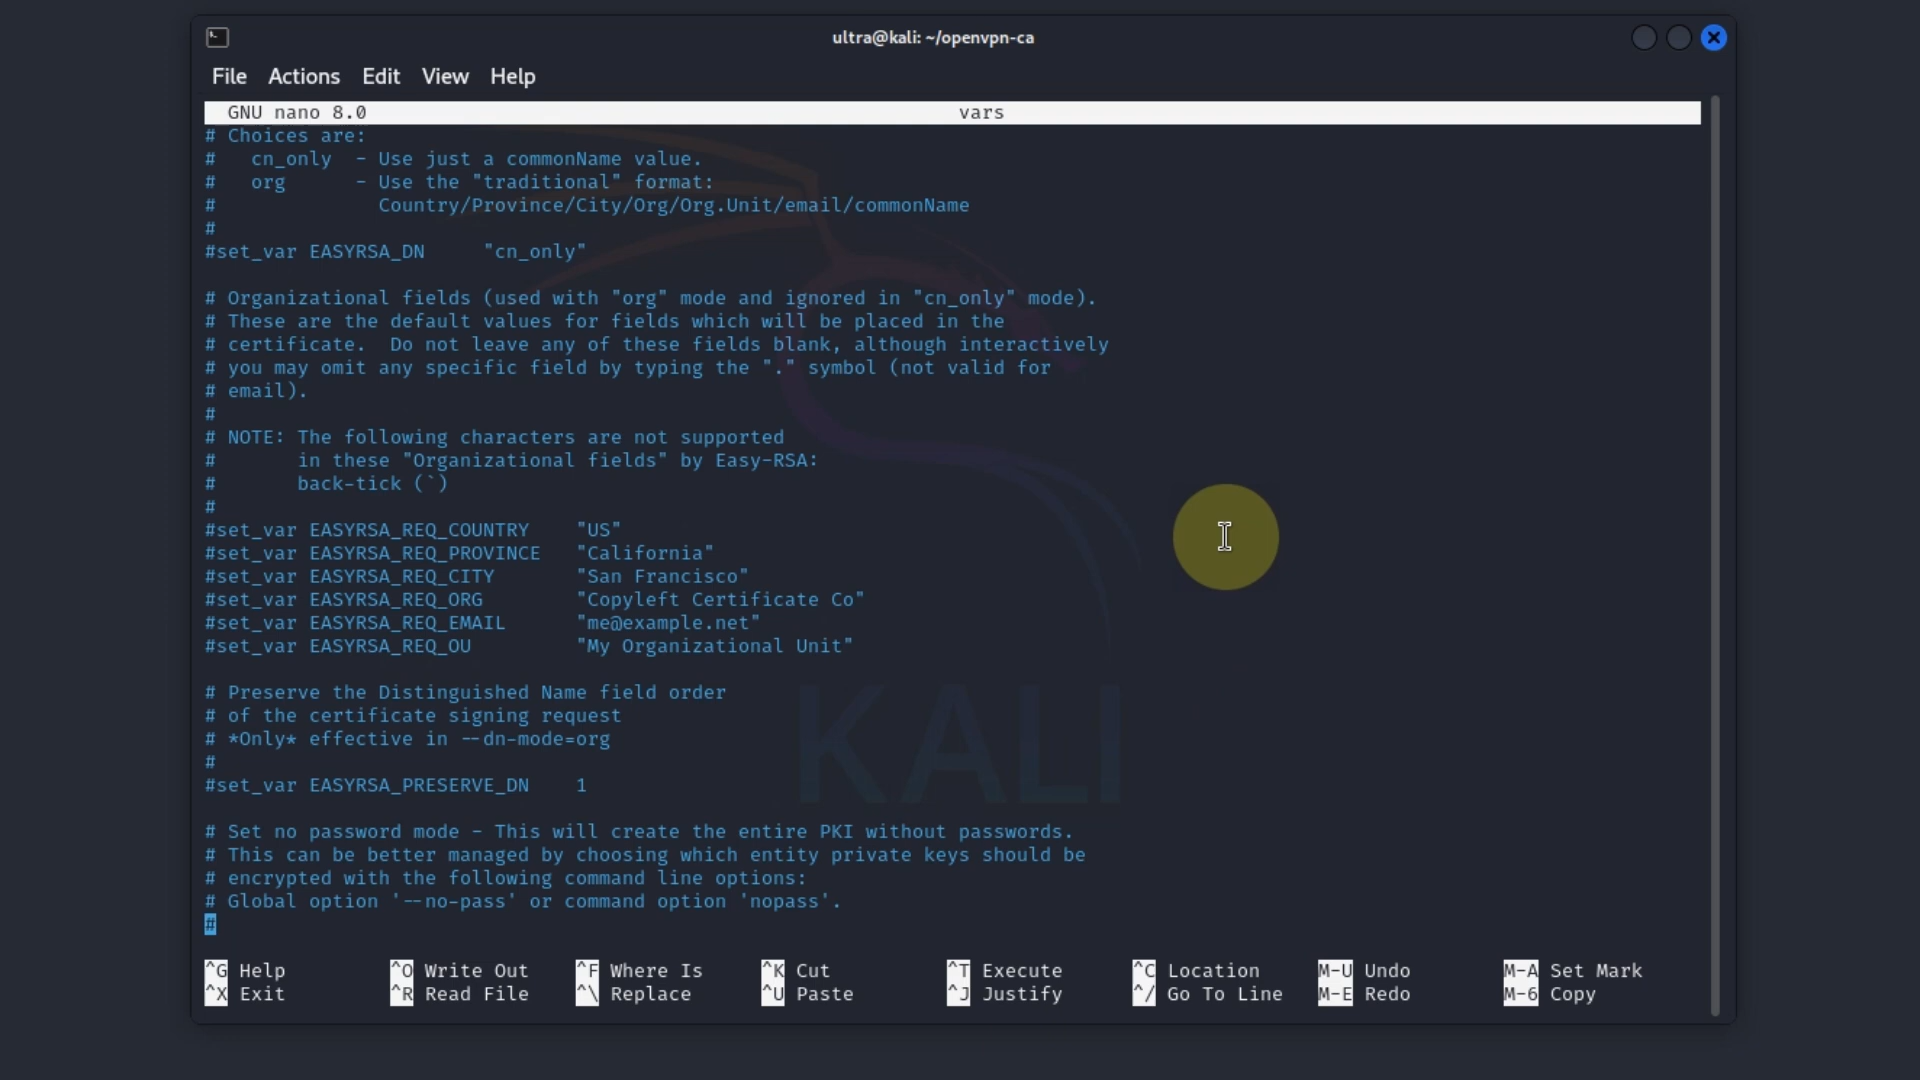 ultra@kali: ~/openvpn-ca
File Actions Edit View Help
GNU nano 8.0 vars
# Choices are:
#   cn_only  - Use just a commonName value.
#   org      - Use the "traditional" format:
#              Country/Province/City/Org/Org.Unit/email/commonName
#
#set_var EASYRSA_DN     "cn_only"
# Organizational fields (used with "org" mode and ignored in "cn_only" mode).
# These are the default values for fields which will be placed in the
# certificate.  Do not leave any of these fields blank, although interactively
# you may omit any specific field by typing the "." symbol (not valid for
# email).
#
# NOTE: The following characters are not supported
#       in these "Organizational fields" by Easy-RSA:
#       back-tick (`)
#
#set_var EASYRSA_REQ_COUNTRY    "US"
#set_var EASYRSA_REQ_PROVINCE   "California"
#set_var EASYRSA_REQ_CITY       "San Francisco"
#set_var EASYRSA_REQ_ORG        "Copyleft Certificate Co"
#set_var EASYRSA_REQ_EMAIL      "me@example.net"
#set_var EASYRSA_REQ_OU         "My Organizational Unit"
# Preserve the Distinguished Name field order
# of the certificate signing request
# *Only* effective in --dn-mode=org
#
#set_var EASYRSA_PRESERVE_DN    1
# Set no password mode - This will create the entire PKI without passwords.
# This can be better managed by choosing which entity private keys should be
# encrypted with the following command line options:
# Global option '--no-pass' or command option 'nopass'.
#
KALI
^G Help ^O Write Out ^F Where Is ^K Cut ^T Execute ^C Location M-U Undo M-A Set Mark
^X Exit ^R Read File ^\ Replace ^U Paste ^J Justify ^/ Go To Line M-E Redo M-6 Copy